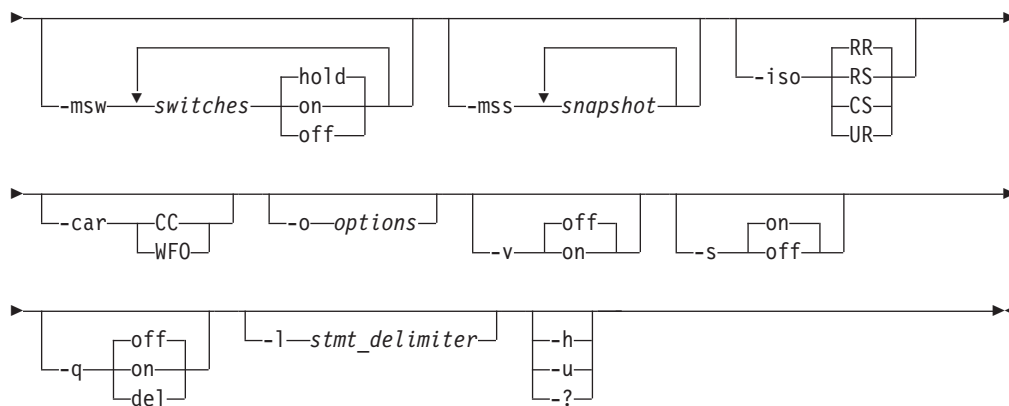 hold
RR
-msw switches on -mss snapshot -iso RS
off CS
UR
off on
-car CC -o options -v on -s off
WFO
off -h
-q on -l stmt_delimiter -u
del -?